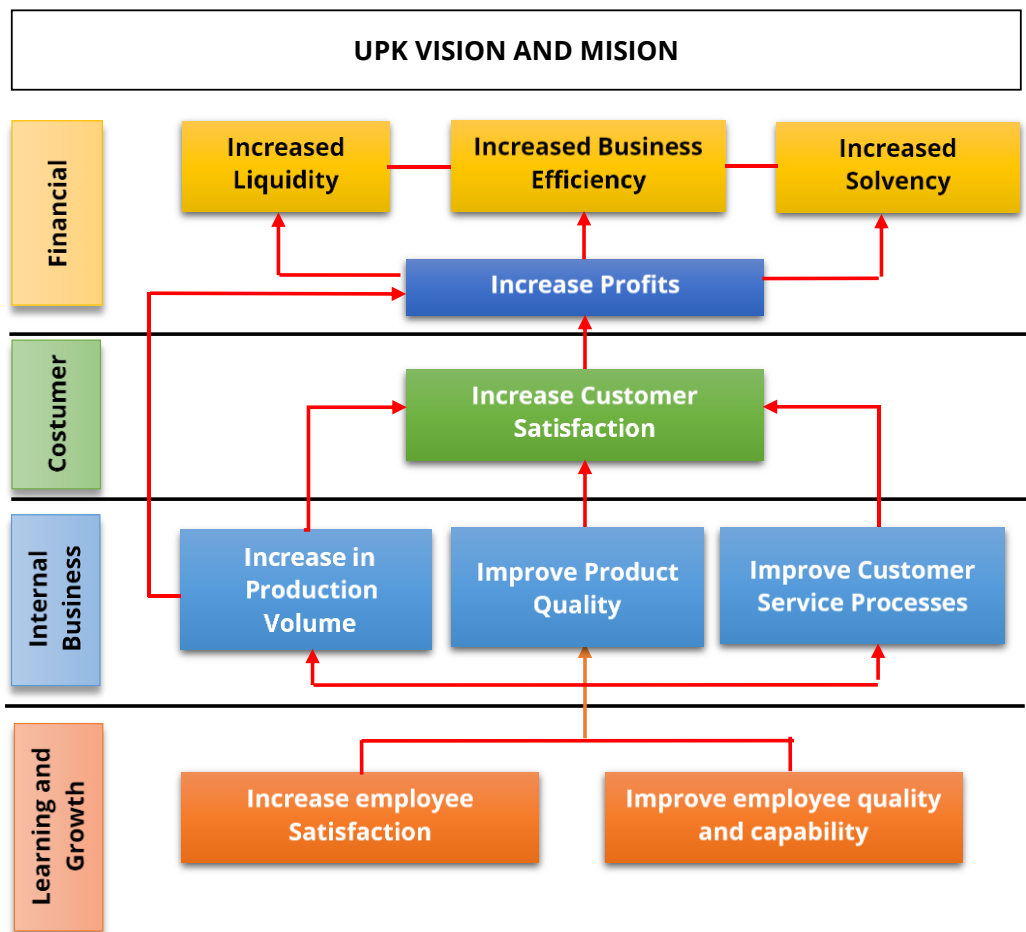 UPK VISION AND MISION
Financial
Increased
Liquidity
Increased Business
Efficiency
Increased
Solvency
Increase Profits
Costumer
Increase Customer
Satisfaction
Internal
Business
Increase in
Production
Volume
Improve Product
Quality
Improve Customer
Service Processes
Learning and
Growth
Increase employee
Satisfaction
Improve employee quality
and capability